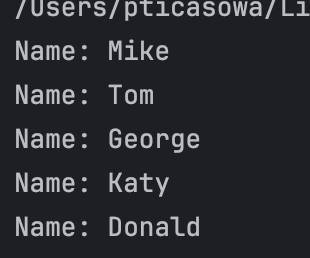 /Users/pticasowa/Li
Name: Mike
Name: Tom
Name: George
Name: Katy
Name: Donald